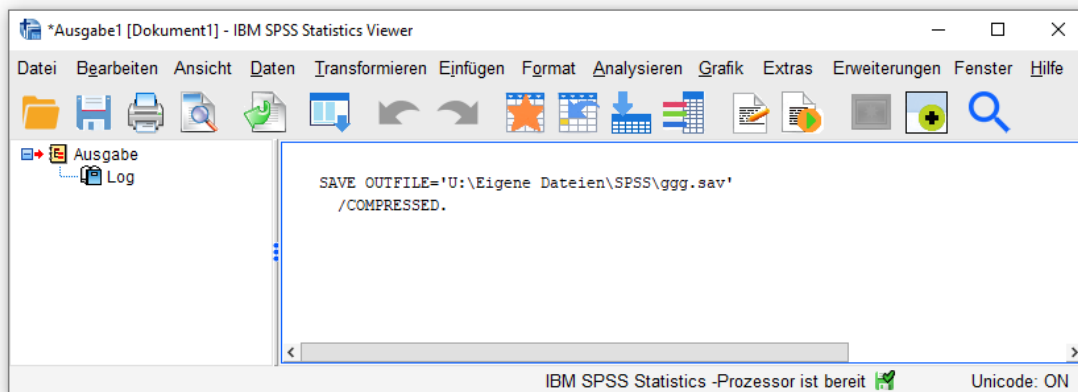 *Ausgabe1 [Dokument1] - IBM SPSS Statistics Viewer
Datei Bearbeiten Ansicht Daten Transformieren Einfügen Format Analysieren Grafik Extras Erweiterungen Fenster Hilfe
Ausgabe
Log
SAVE OUTFILE='U:\Eigene Dateien\SPSS\ggg.sav'
/COMPRESSED.
IBM SPSS Statistics -Prozessor ist bereit Unicode: ON